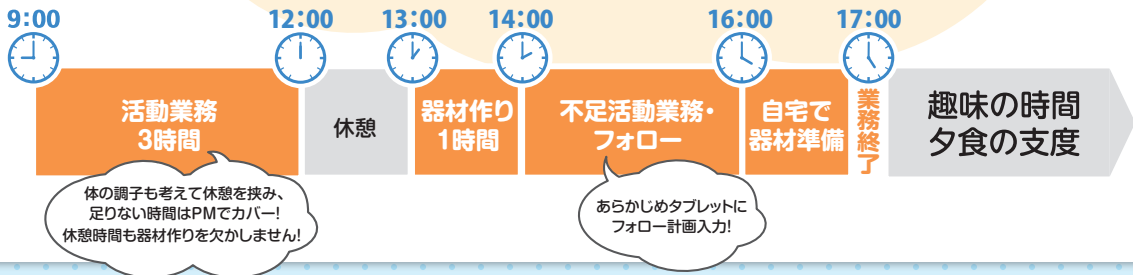 9:00
12:00
13:00
14:00
16:00
17:00
活動業務
3時間
休憩
器材作り
1時間
不足活動業務・
フォロー
自宅で
器材準備
業務終了
趣味の時間
夕食の支度
体の調子も考えて休憩を挟み、
足りない時間はPMでカバー!
休憩時間も器材作りを欠かしません!
あらかじめタブレットに
フォロー計画入力!